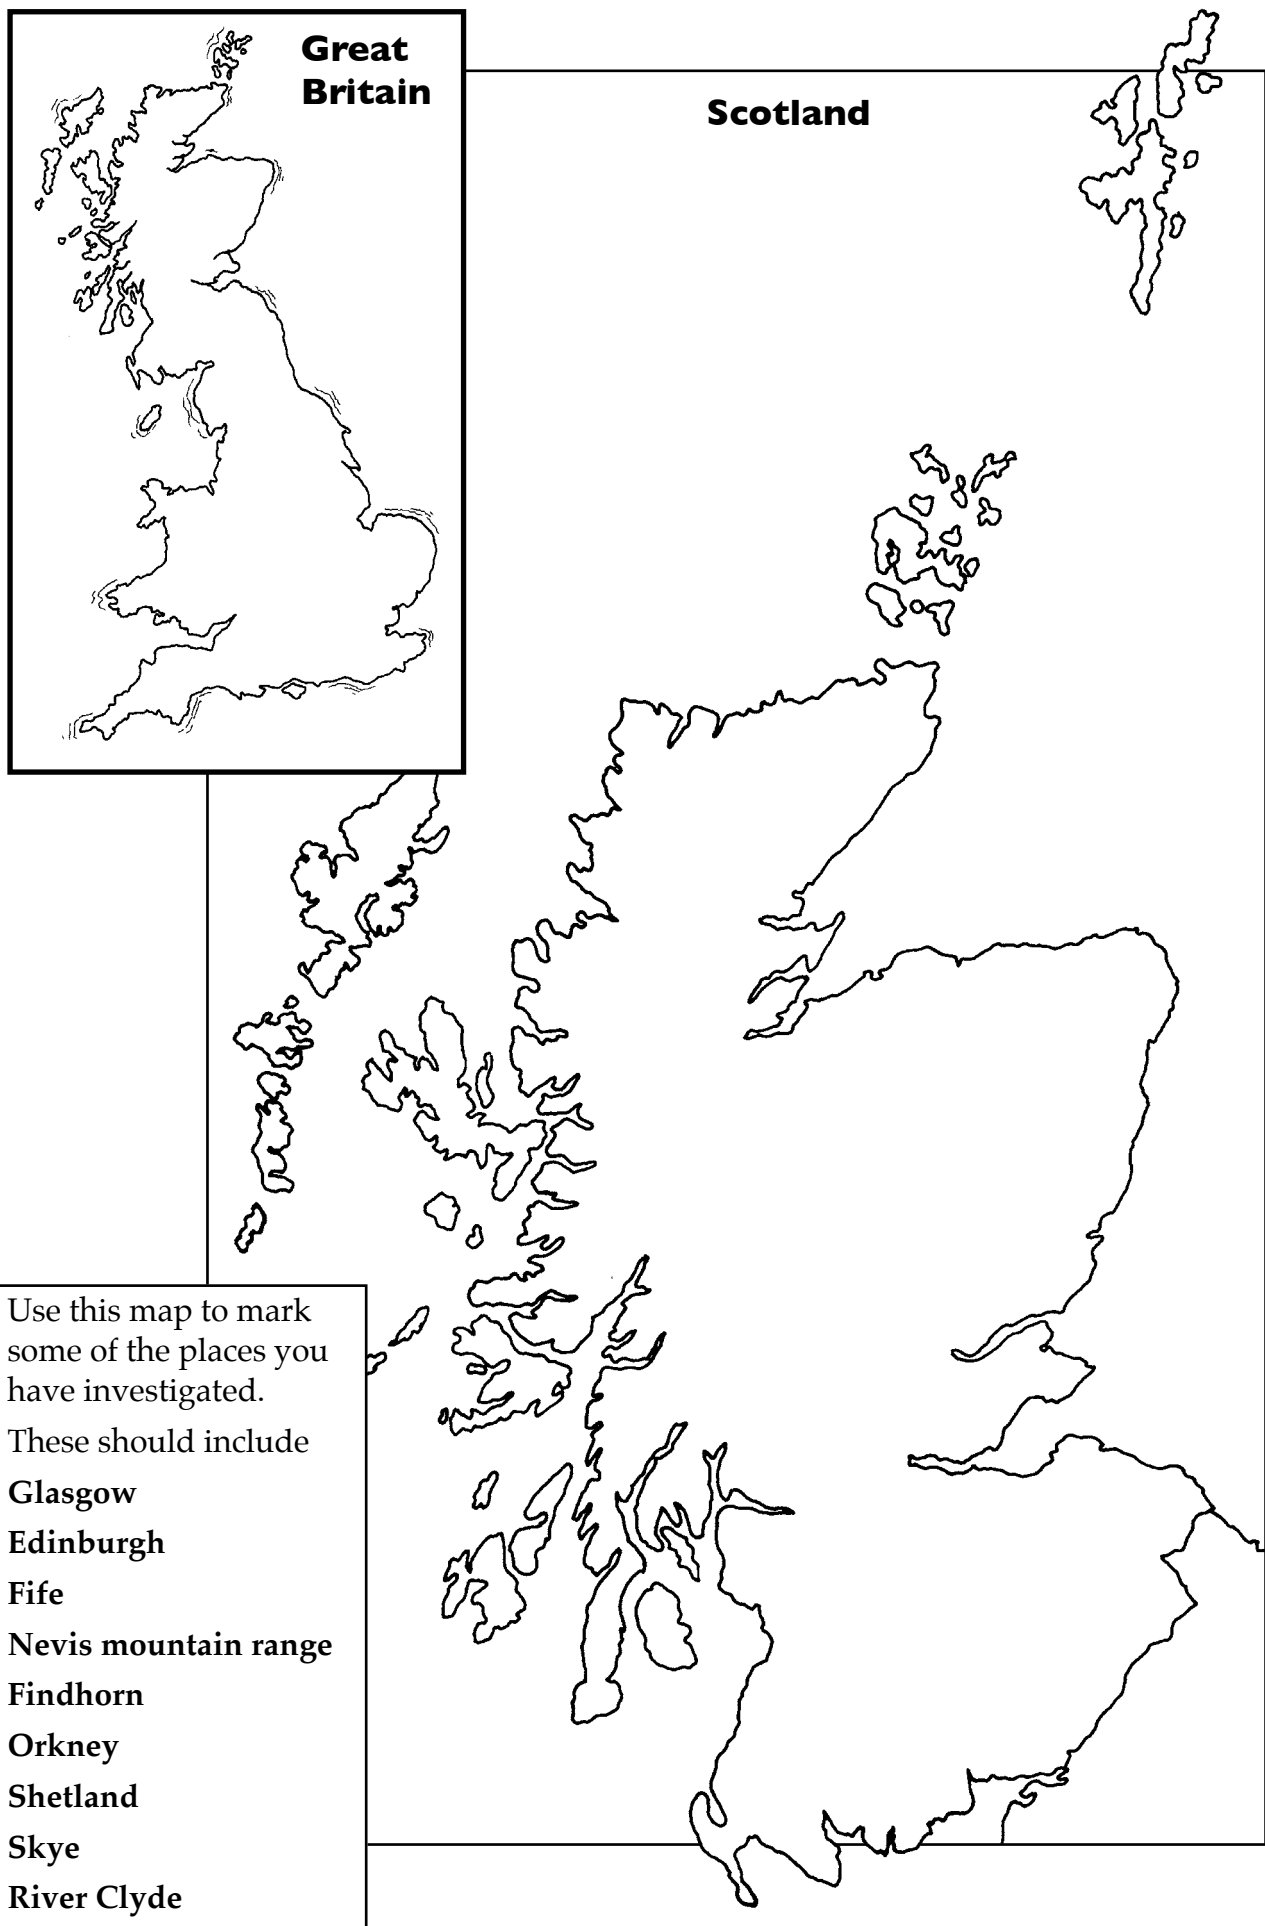 Great
Britain
Scotland
Use this map to mark
some of the places you
have investigated.
These should include
Glasgow
Edinburgh
Fife
Nevis mountain range
Findhorn
Orkney
Shetland
Skye
River Clyde